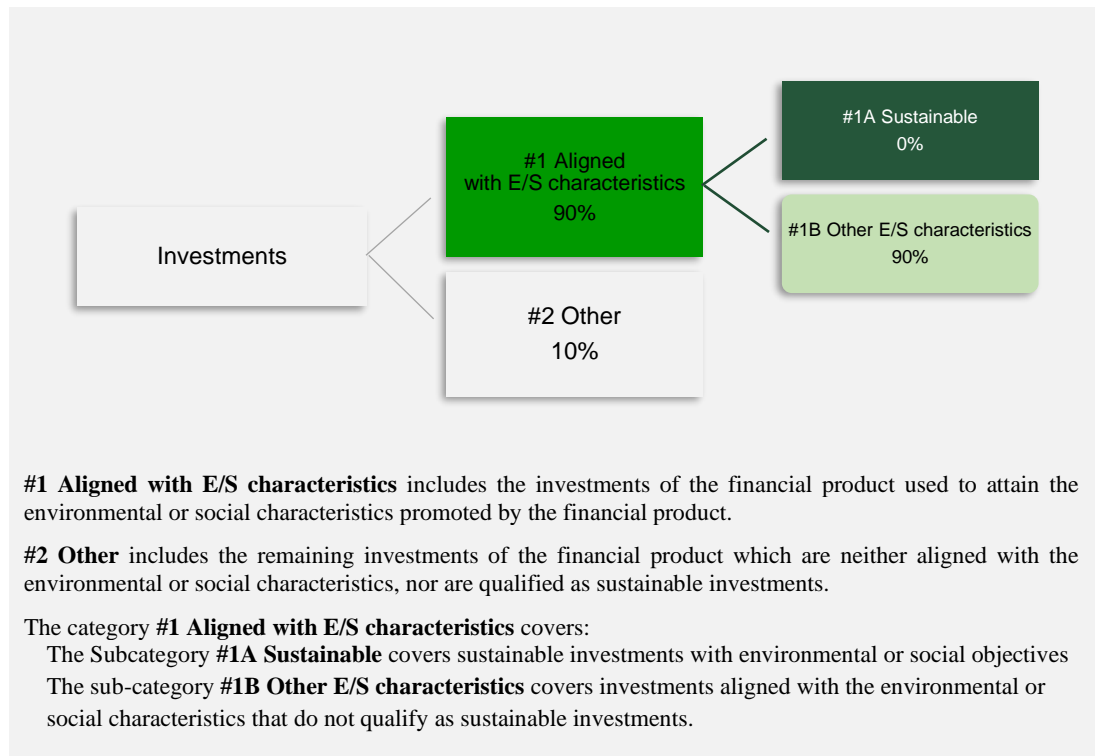 #1A Sustainable
0%
#1 Aligned
with E/S characteristics
90%
#1B Other E/S characteristics
90%
Investments
#2 Other
10%
#1 Aligned with E/S characteristics includes the investments of the financial product used to attain the
environmental or social characteristics promoted by the financial product.
#2 Other includes the remaining investments of the financial product which are neither aligned with the
environmental or social characteristics, nor are qualified as sustainable investments.
The category #1 Aligned with E/S characteristics covers:
The Subcategory #1A Sustainable covers sustainable investments with environmental or social objectives
The sub-category #1B Other E/S characteristics covers investments aligned with the environmental or
social characteristics that do not qualify as sustainable investments.